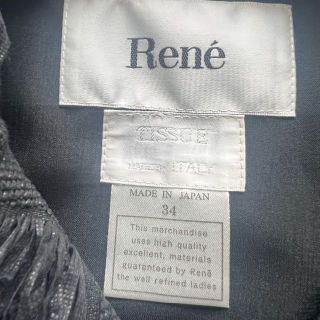 René
TISSUE
MADE IN JAPAN
34
This merchandise
uses high quality
excellent, materials
guaranteed by René
the well refined ladies